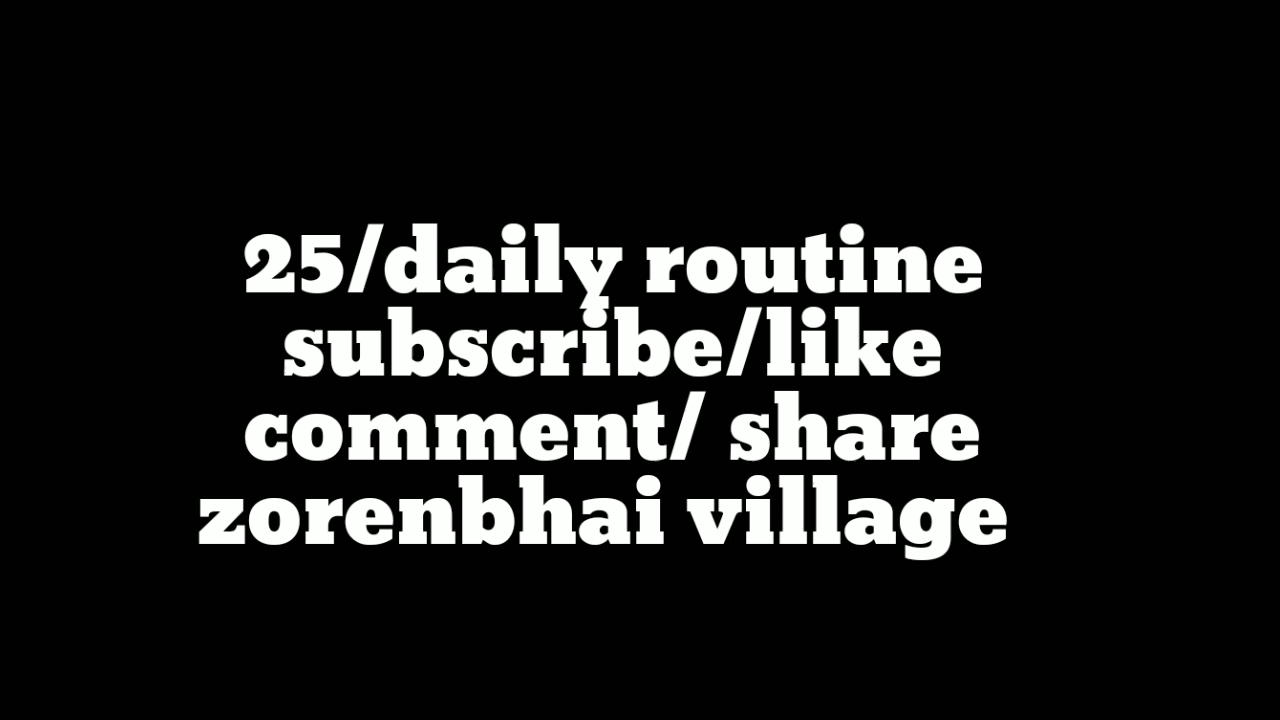 25/daily routine
subscribe/like
comment/ share
zorenbhai village